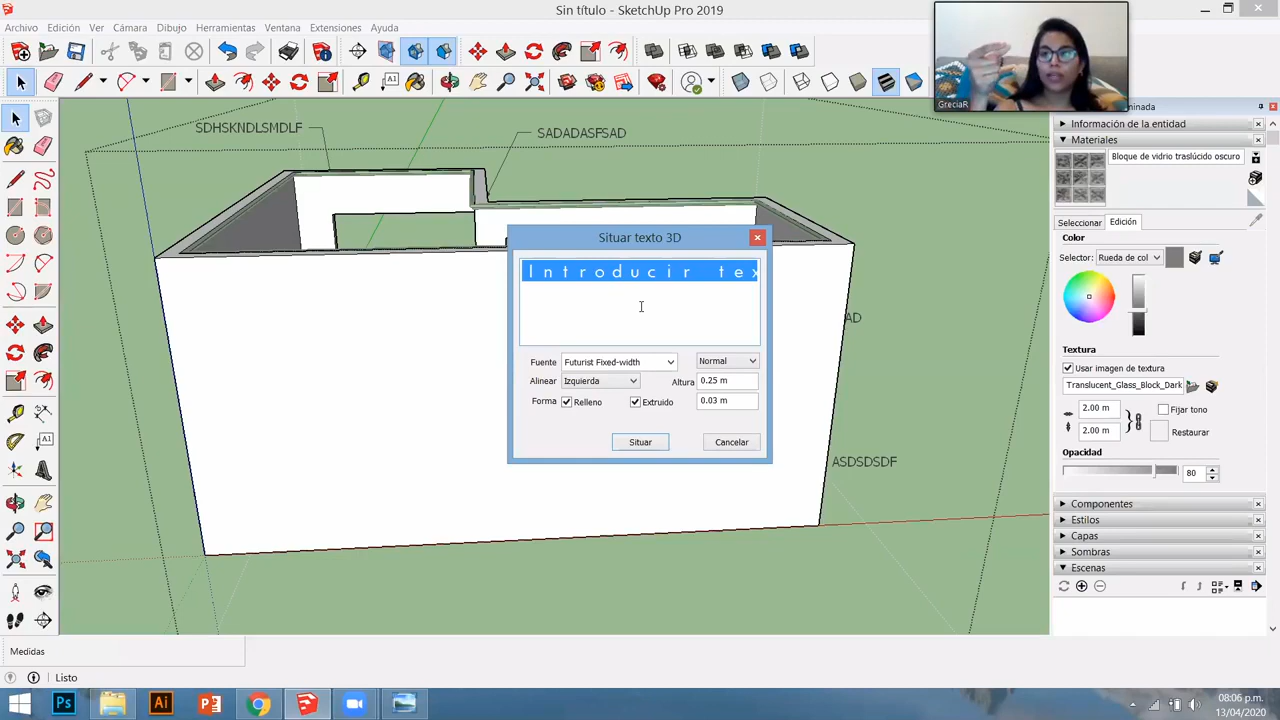 Sin título - SketchUp Pro 2019
Archivo Edición Ver Cámara Dibujo Herramientas Ventana Extensiones Ayuda
GreciaR
minada
Información de la entidad
Materiales
Bloque de vidrio traslúcido oscuro
Seleccionar Edición
Color
Selector: Rueda de col
Textura
Usar imagen de textura
Translucent_Glass_Block_Dark
2.00 m Fijar tono
2.00 m Restaurar
Opacidad
80
Componentes
Estilos
Capas
Sombras
Escenas
SDHSKNDLSMDLF
SADADASFSAD
AD
ASDSDSDF
Situar texto 3D
Introducir tex
Fuente Futurist Fixed-width Normal
Alinear Izquierda Altura 0.25 m
Forma Relleno Extruido 0.03 m
Situar Cancelar
Medidas
Listo
Ps Ai P
08:06 p.m.
13/04/2020